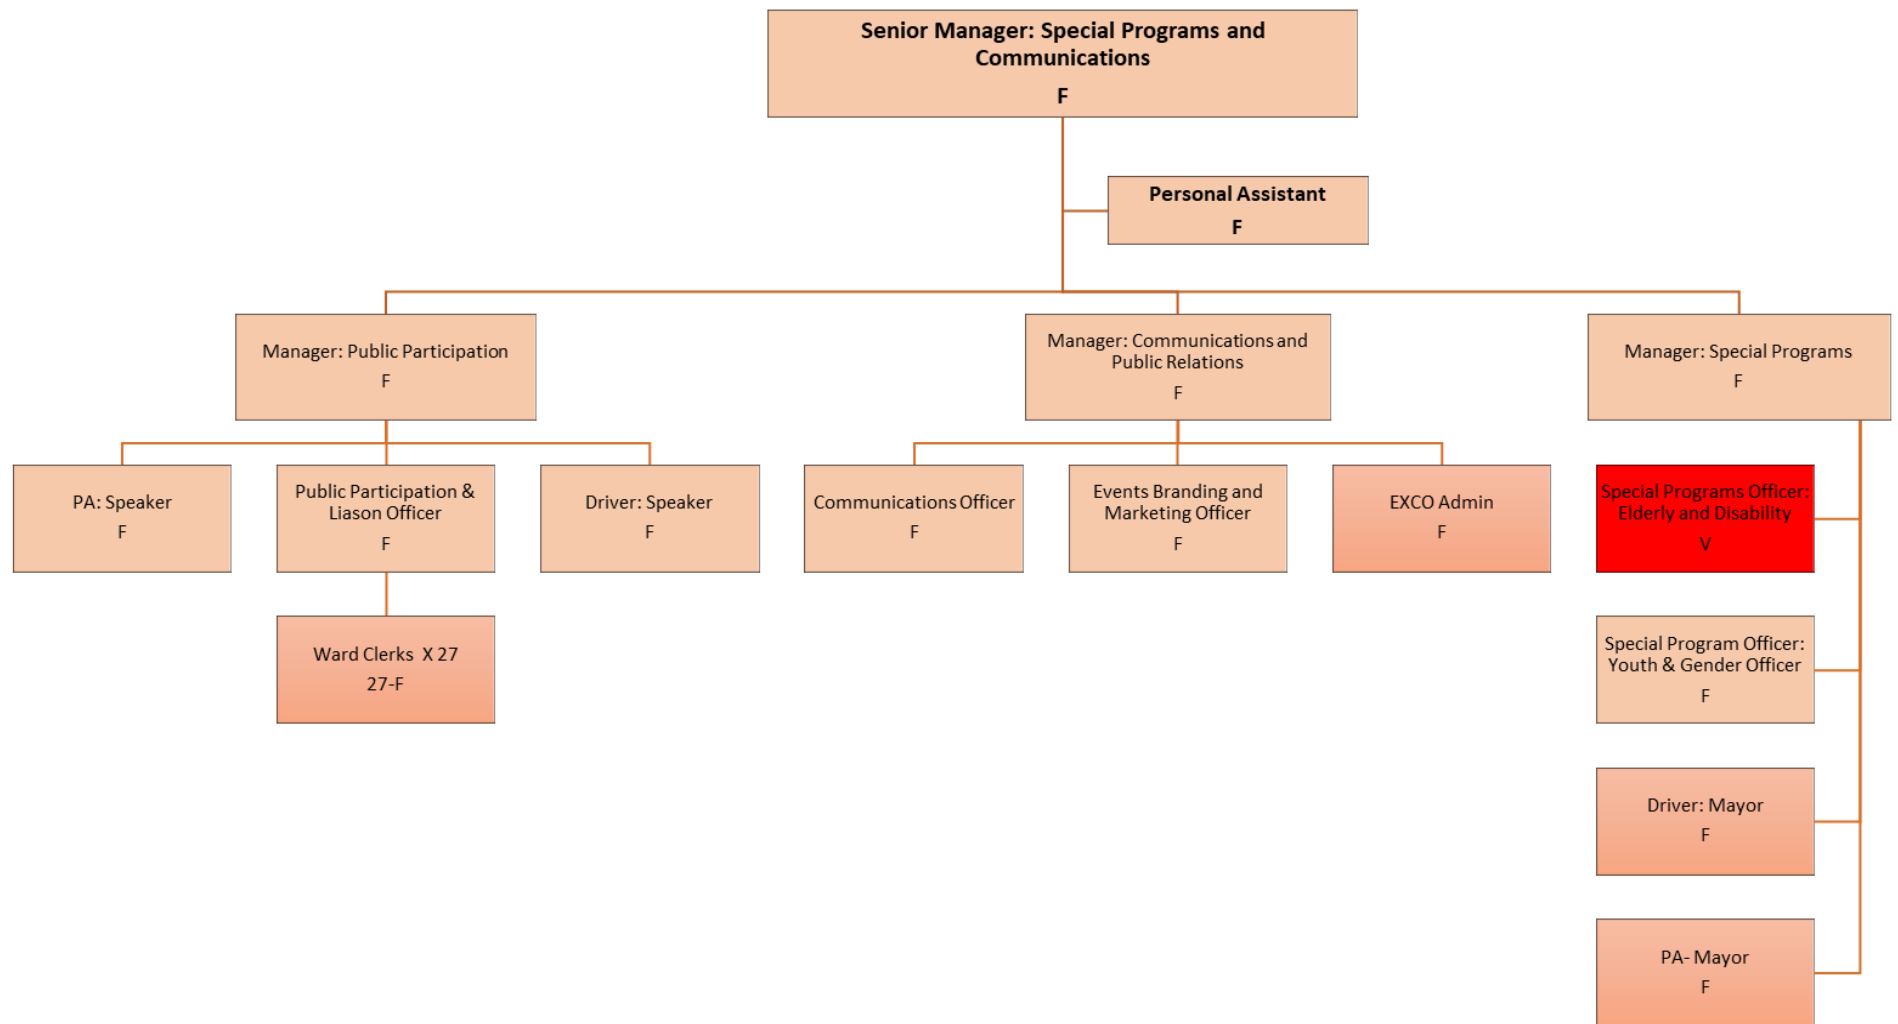 Senior Manager: Special Programs and
Communications
F
Personal Assistant
F
Manager: Public Participation
F
Manager: Communications and
Public Relations
F
Manager: Special Programs
F
PA: Speaker
F
Public Participation &
Liason Officer
F
Driver: Speaker
F
Communications Officer
F
Events Branding and
Marketing Officer
F
EXCO Admin
F
Special Programs Officer:
Elderly and Disability
V
Ward Clerks X 27
27-F
Special Program Officer:
Youth & Gender Officer
F
Driver: Mayor
F
PA- Mayor
F